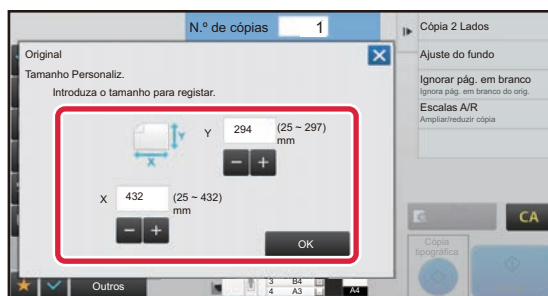 N.º de cópias 1
Original
Tamanho Personaliz.
Introduza o tamanho para registar.
Y 294 (25 ~ 297)
mm
X 432 (25 ~ 432)
mm
OK
Outros
3 B4
4 A3
A4
Cópia 2 Lados
Ajuste do fundo
Ignorar pág. em branco
Ignora pág. em branco do orig.
Escalas A/R
Ampliar/reduzir cópia
CA
Cópia
tipográfica